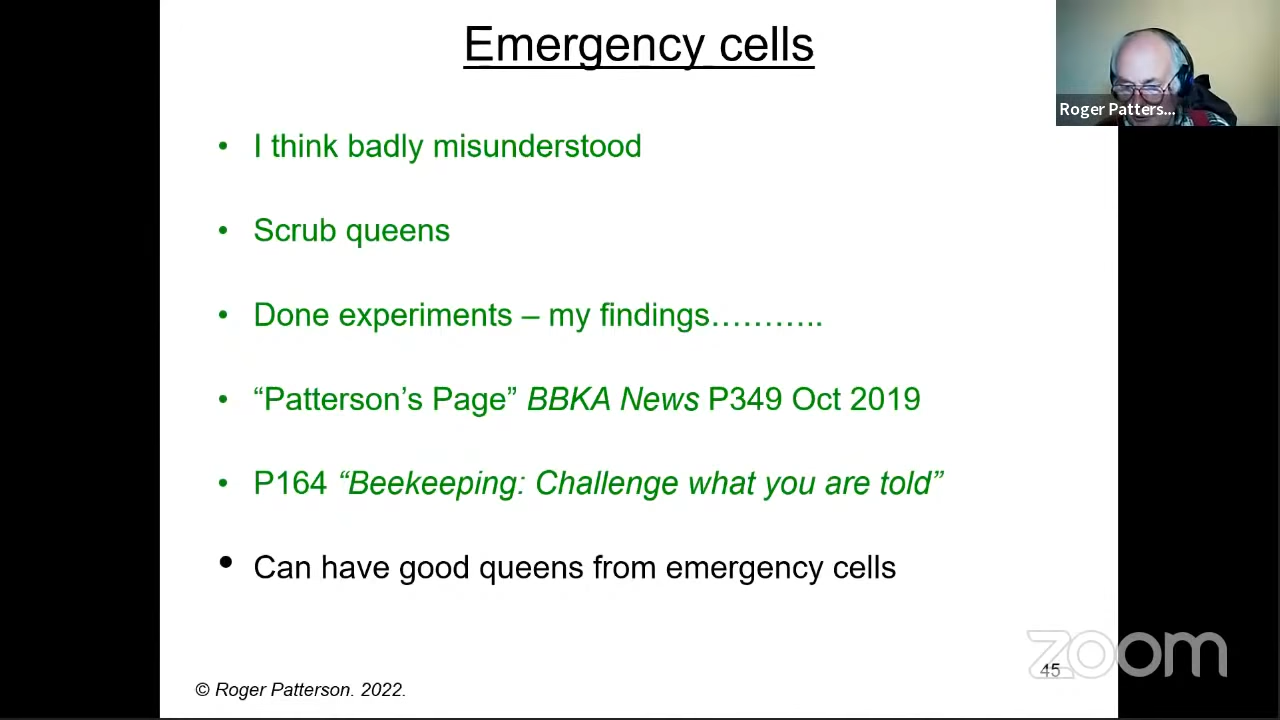 Emergency cells
Roger Patters...
• I think badly misunderstood
• Scrub queens
• Done experiments – my findings………..
• “Patterson’s Page” BBKA News P349 Oct 2019
• P164 “Beekeeping: Challenge what you are told”
• Can have good queens from emergency cells
zoom
45
© Roger Patterson. 2022.